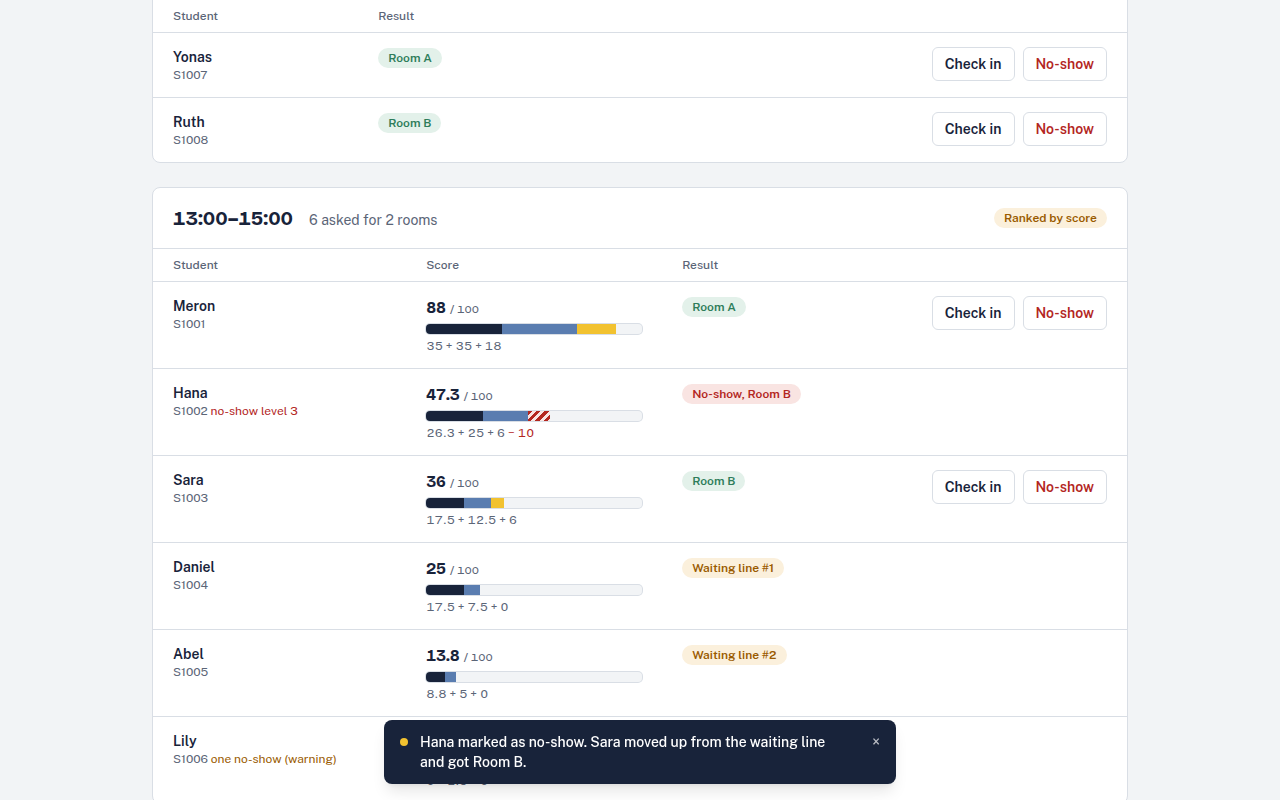 Student Result
Yonas Room A Check in No-show
S1007
Ruth Room B Check in No-show
S1008
13:00–15:00 6 asked for 2 rooms Ranked by score
Student Score Result
Meron 88 / 100 Room A Check in No-show
S1001
35 + 35 + 18
Hana 47.3 / 100 No-show, Room B
S1002 no-show level 3
26.3 + 25 + 6 − 10
Sara 36 / 100 Room B Check in No-show
S1003
17.5 + 12.5 + 6
Daniel 25 / 100 Waiting line #1
S1004
17.5 + 7.5 + 0
Abel 13.8 / 100 Waiting line #2
S1005
8.8 + 5 + 0
Lily
S1006 one no-show (warning)
Hana marked as no-show. Sara moved up from the waiting line ×
and got Room B.